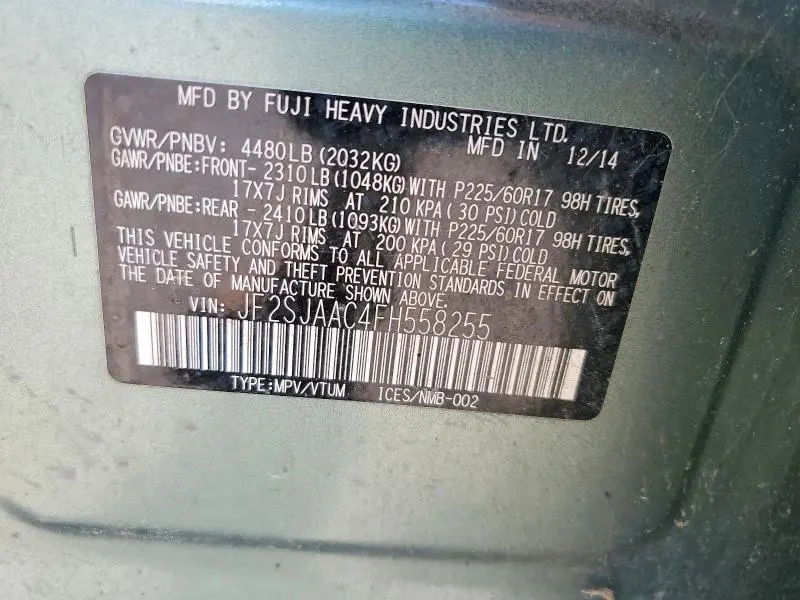 MFD BY FUJI HEAVY INDUSTRIES LTD.
MFD IN 12/14
GVWR/PNBV: 4480LB(2032KG)
GAWR/PNBE:FRONT- 2310LB(1048KG)WITH P225/60R17 98H TIRES,
17X7J RIMS AT 210 KPA(30 PSI)COLD
GAWR/PNBE:REAR - 2410LB(1093KG)WITH P225/60R17 98H TIRES,
17X7J RIMS AT 200 KPA(29 PSI)COLD
THIS VEHICLE CONFORMS TO ALL APPLICABLE FEDERAL MOTOR
VEHICLE SAFETY AND THEFT PREVENTION STANDARDS IN EFFECT ON
THE DATE OF MANUFACTURE SHOWN ABOVE.
VIN: JF2SJAAC4FH558255
TYPE:MPV/VTUM ICES/NMB-002